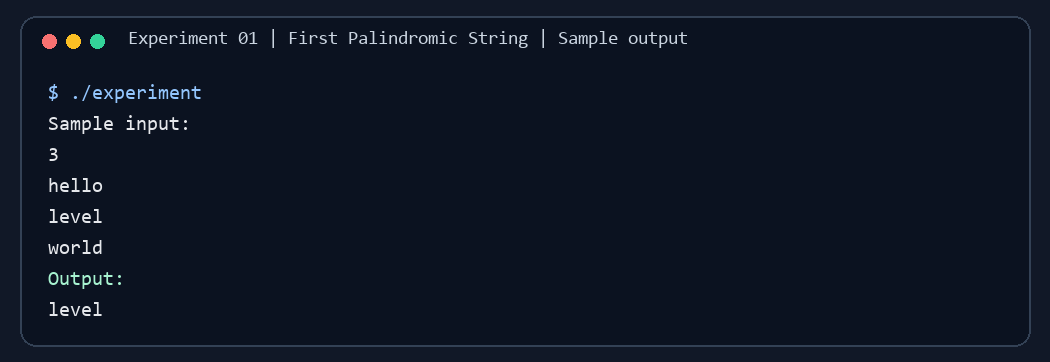 Experiment 01 | First Palindromic String | Sample output
$ ./experiment
Sample input:
3
hello
level
world
Output:
level